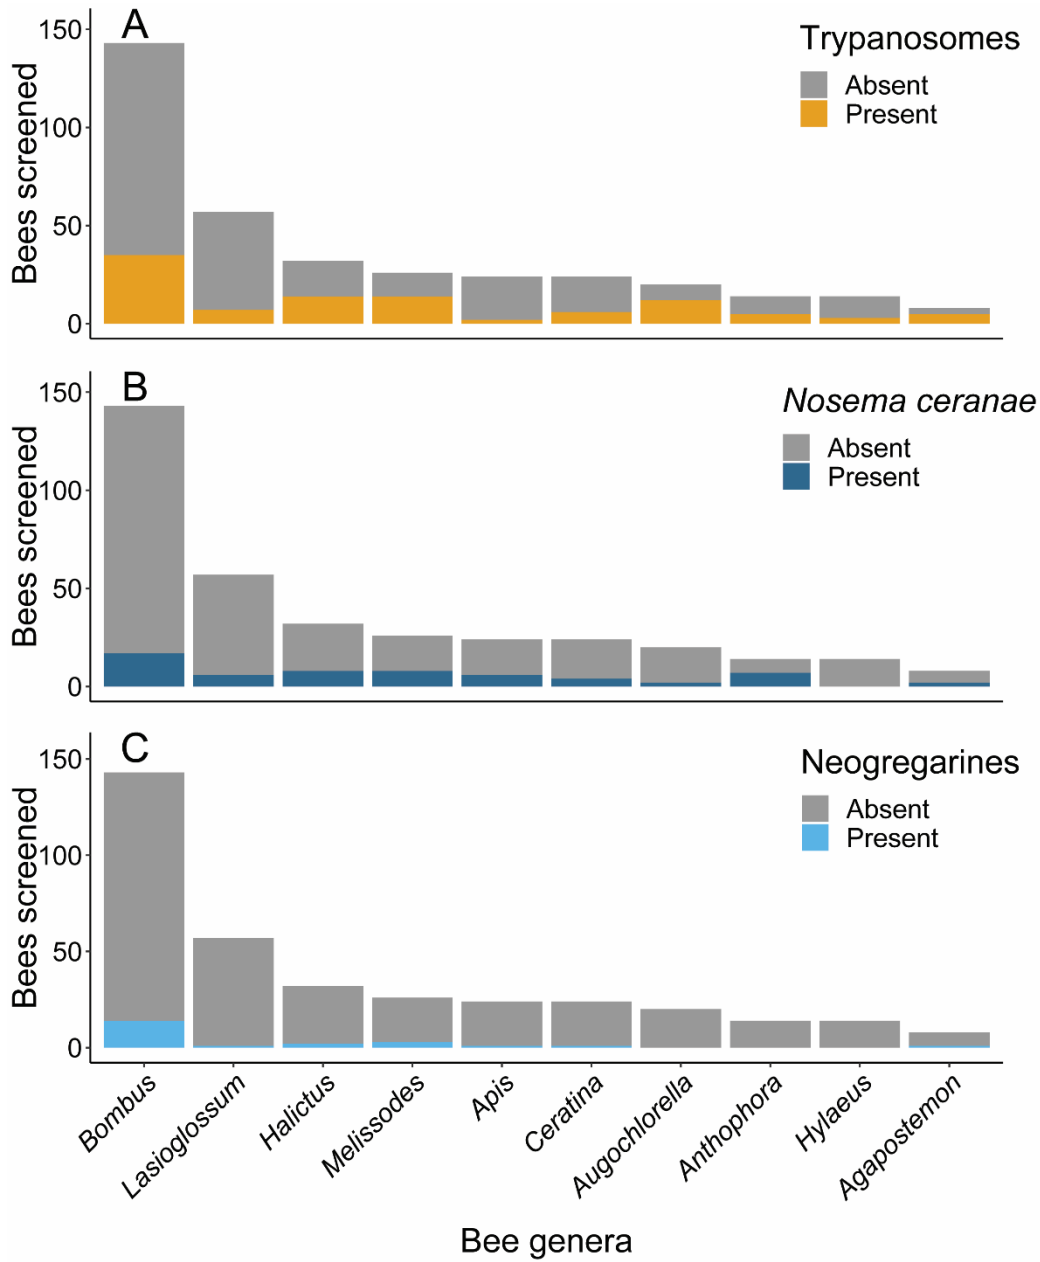 A
Bees screened
150
100
50
0
Trypanosomes
Absent
Present
B
Bees screened
150
100
50
0
Nosema ceranae
Absent
Present
C
Bees screened
150
100
50
0
Neogregarines
Absent
Present
Bombus
Lasioglossum
Halictus
Melissodes
Apis
Ceratina
Augochlorella
Anthophora
Hylaeus
Agapostemon
Bee genera